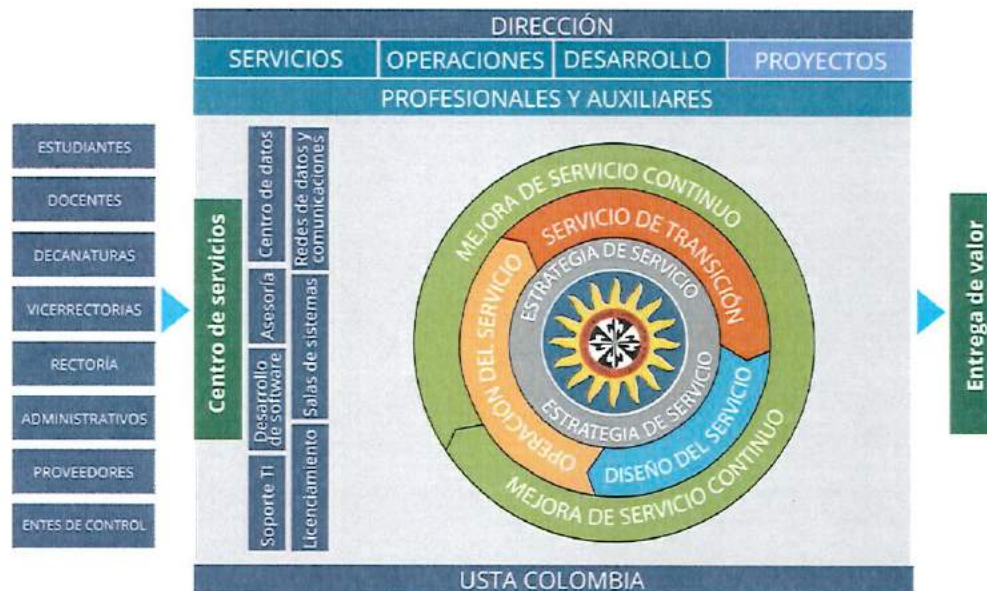 DIRECCIÓN
SERVICIOS
OPERACIONES
DESARROLLO
PROYECTOS
PROFESIONALES Y AUXILIARES
ESTUDIANTES
DOCENTES
DECANATURAS
VICERRECTORIAS
RECTORÍA
ADMINISTRATIVOS
PROVEEDORES
ENTES DE CONTROL
Centro de servicios
Centro de datos
Asesoría
Desarrollo
de software
Soporte TI
Redes de datos y
comunicaciones
Salas de sistemas
Licenciamiento
MEJORA DE SERVICIO CONTINUO
SERVICIO DE TRANSICIÓN
ESTRATEGIA DE SERVICIO
OPERACIÓN DEL SERVICIO
ESTRATEGIA DE SERVICIO
DISEÑO DEL SERVICIO
MEJORA DE SERVICIO CONTINUO
Entrega de valor
USTA COLOMBIA